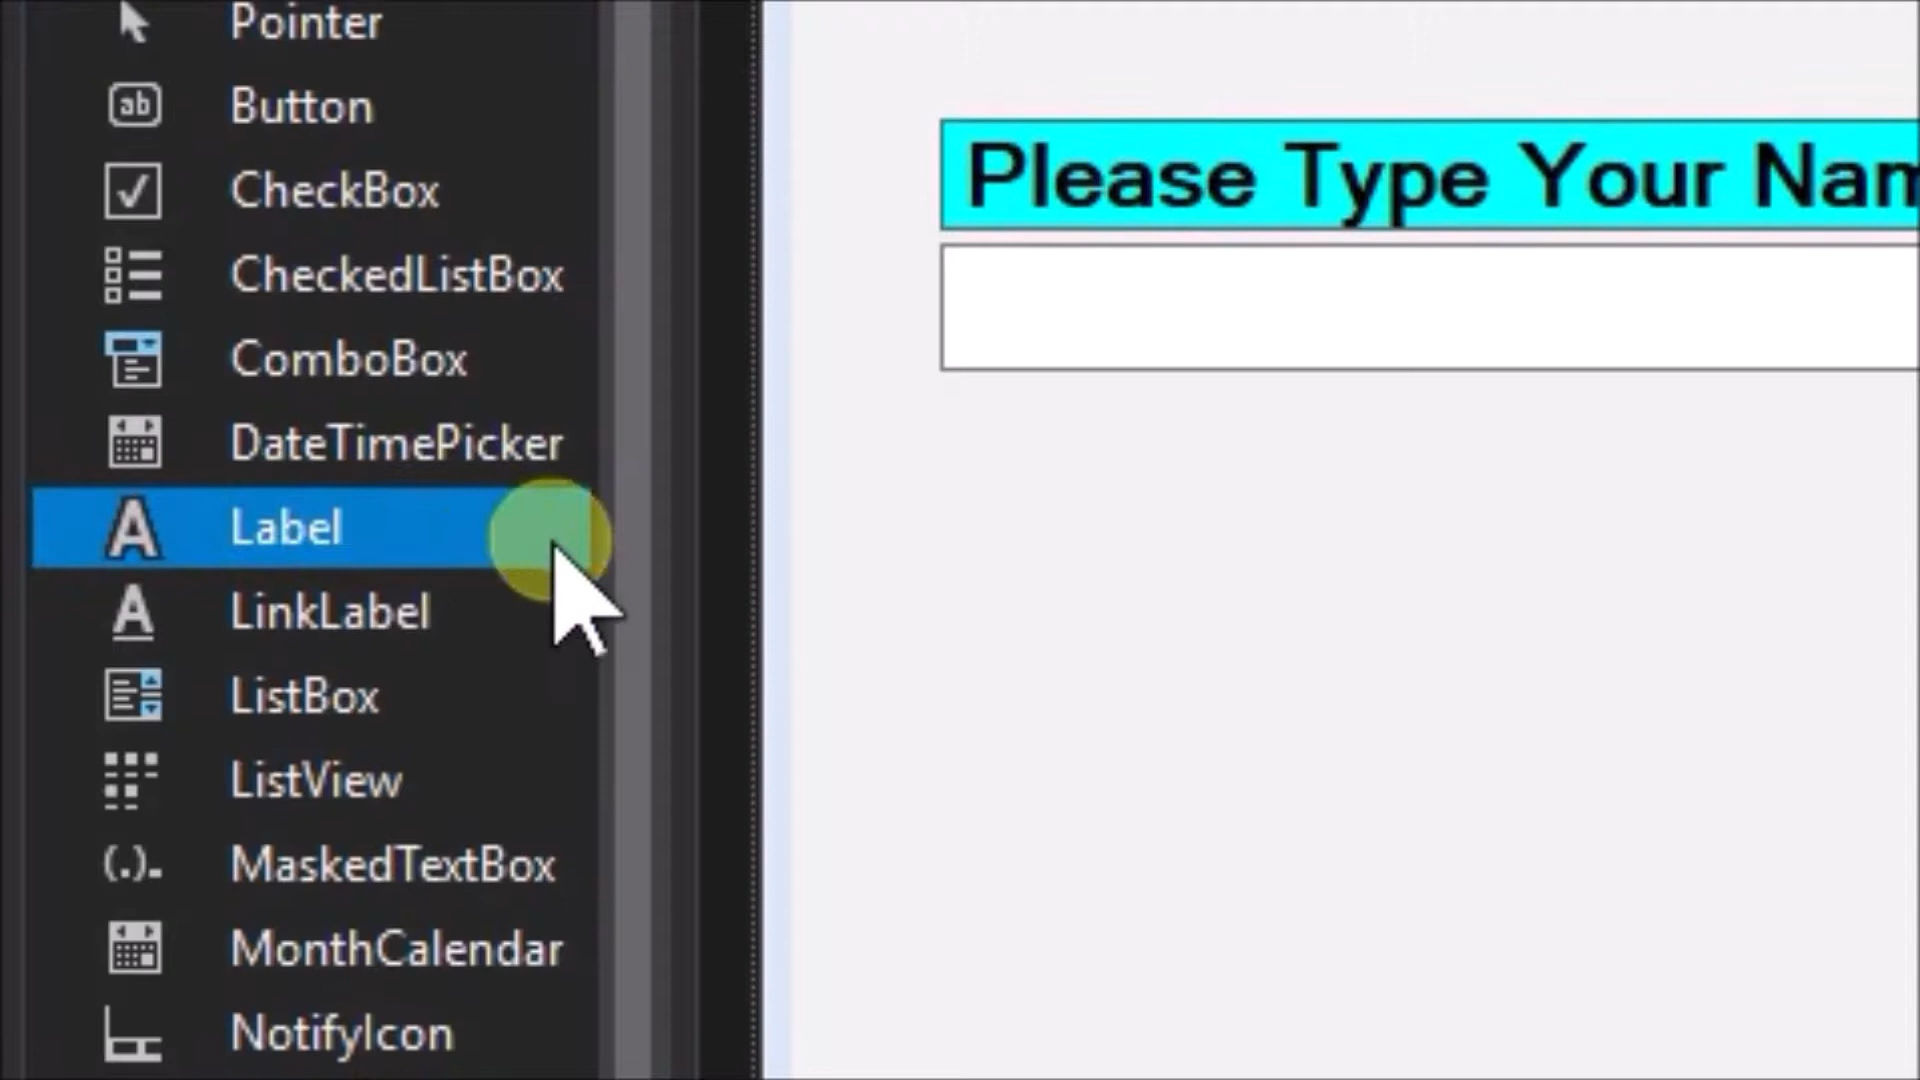 Pointer
Button
CheckBox
CheckedListBox
ComboBox
DateTimePicker
Label
LinkLabel
ListBox
ListView
MaskedTextBox
MonthCalendar
NotifyIcon
Please Type Your Nam